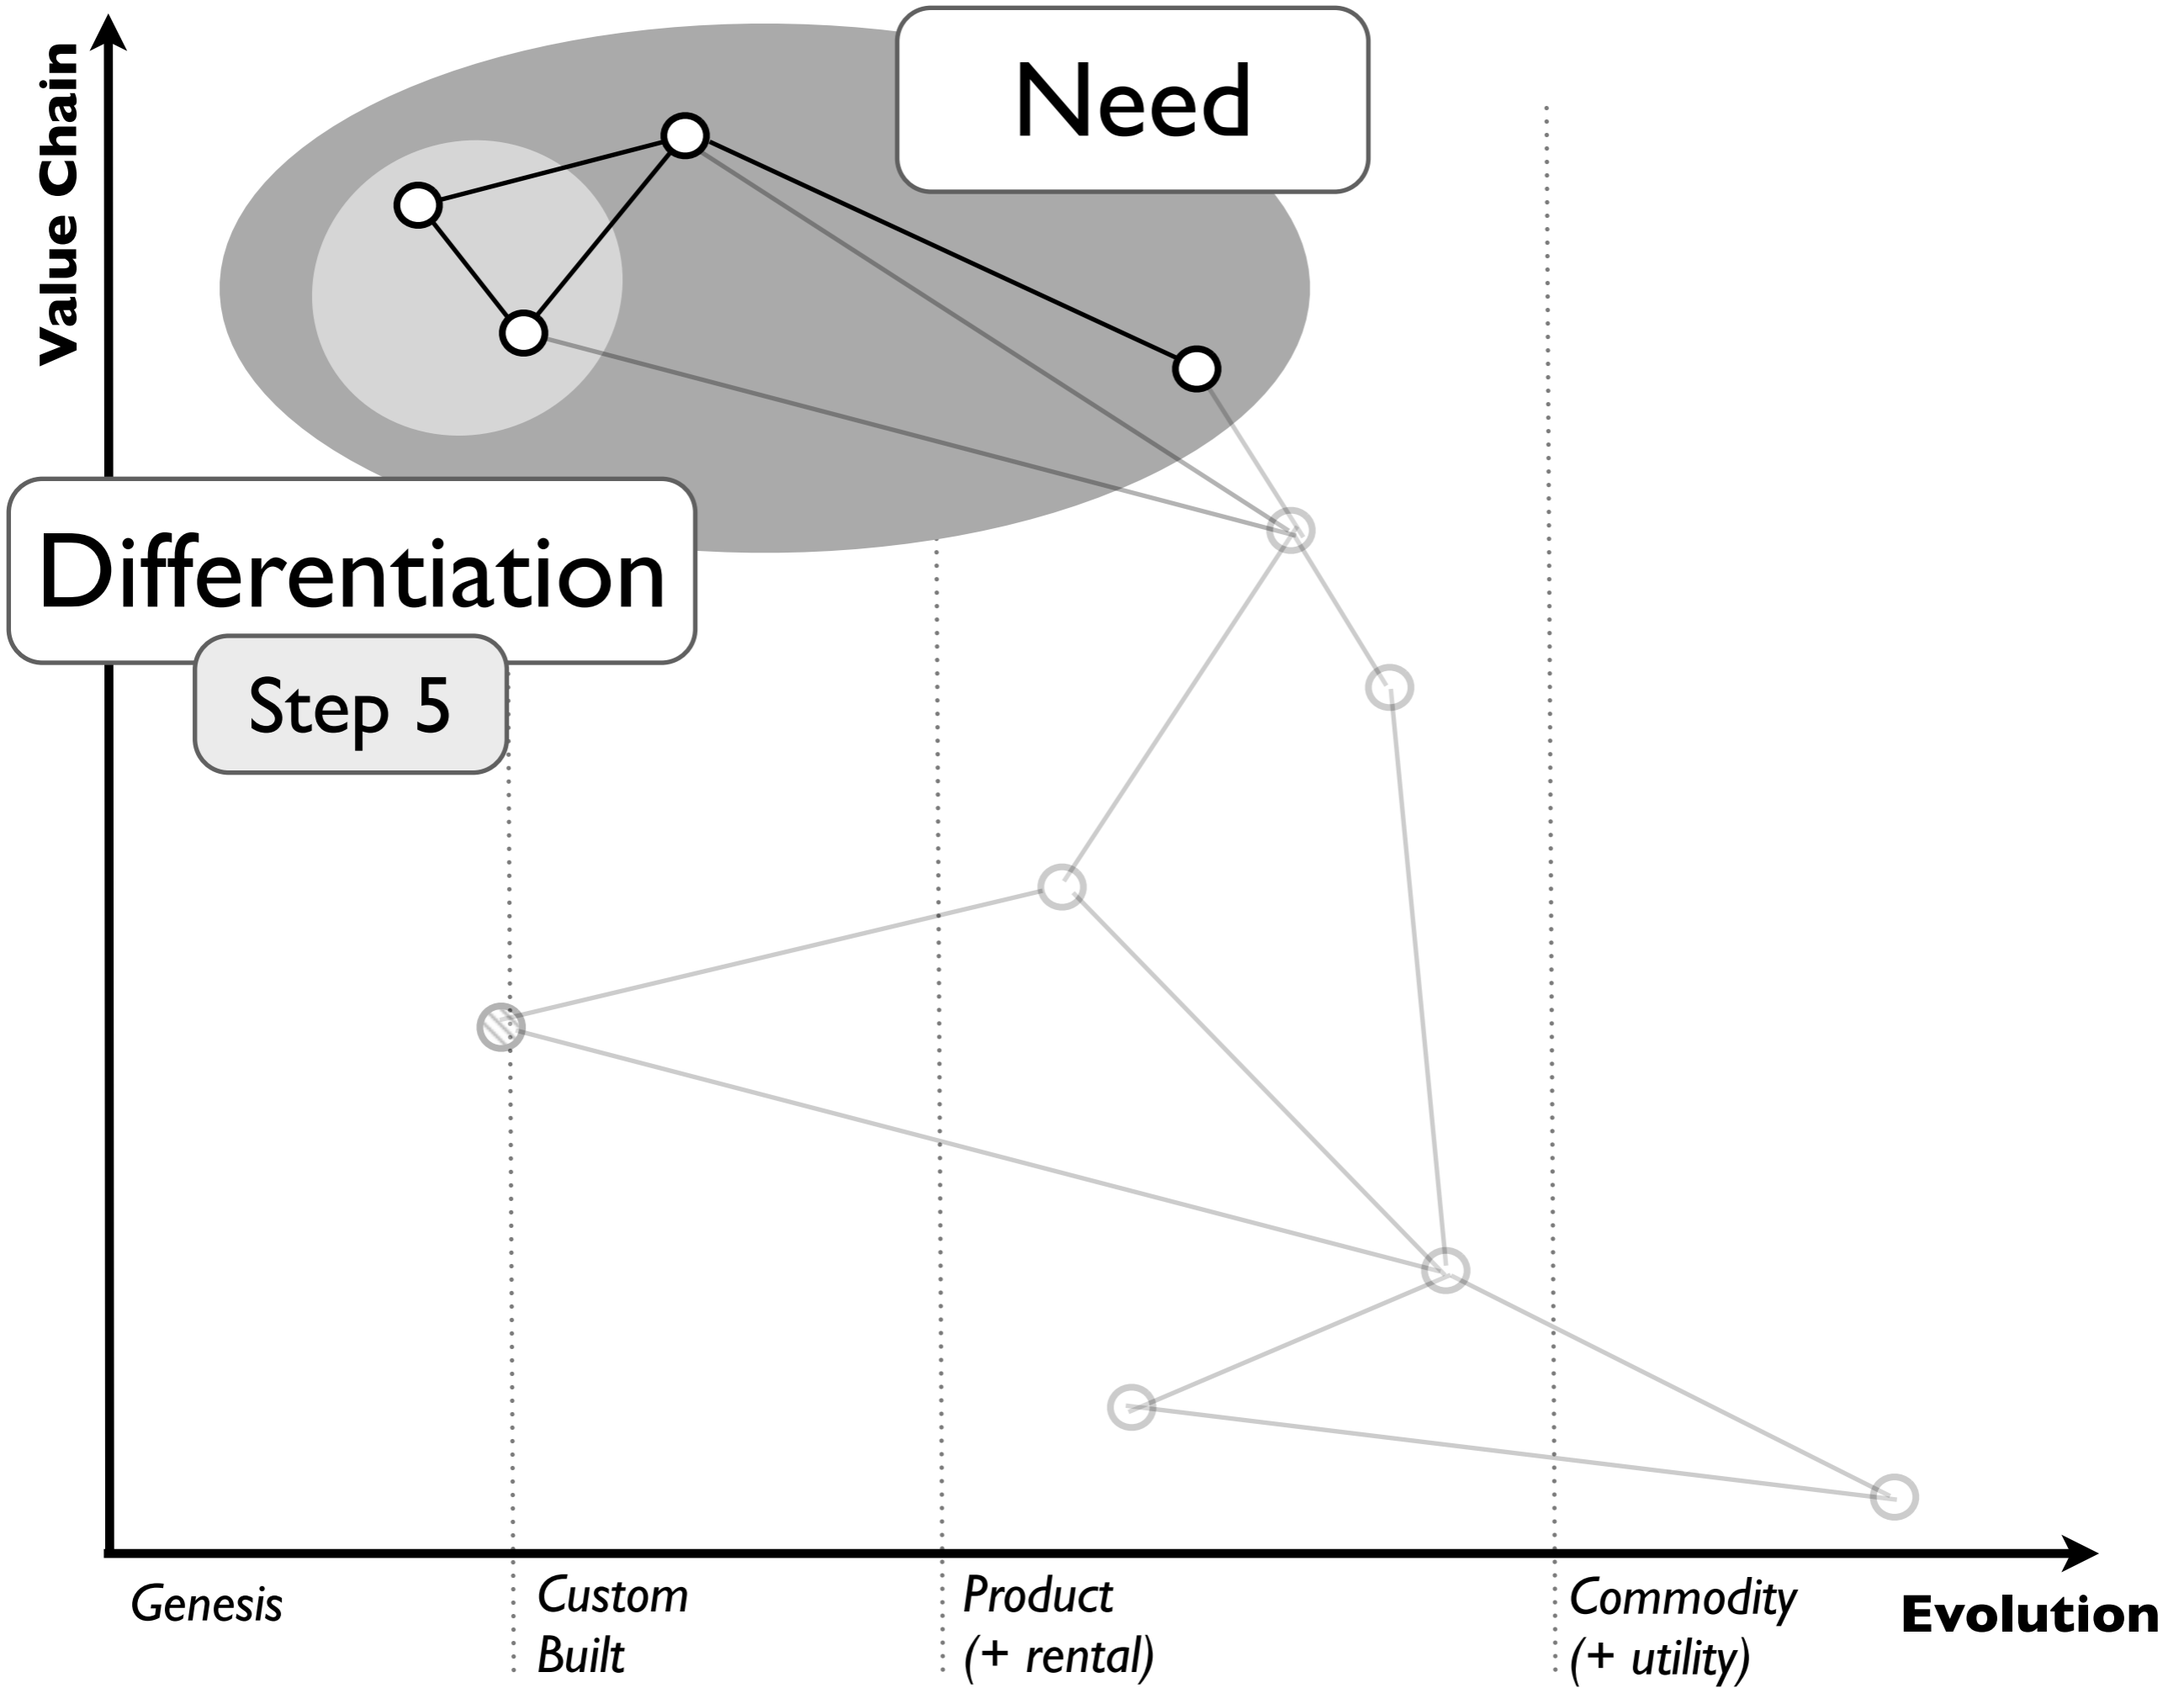 Value Chain
Need
Differentiation
Step 5
Genesis
Custom
Built
Product
(+ rental)
Commodity
(+ utility)
Evolution